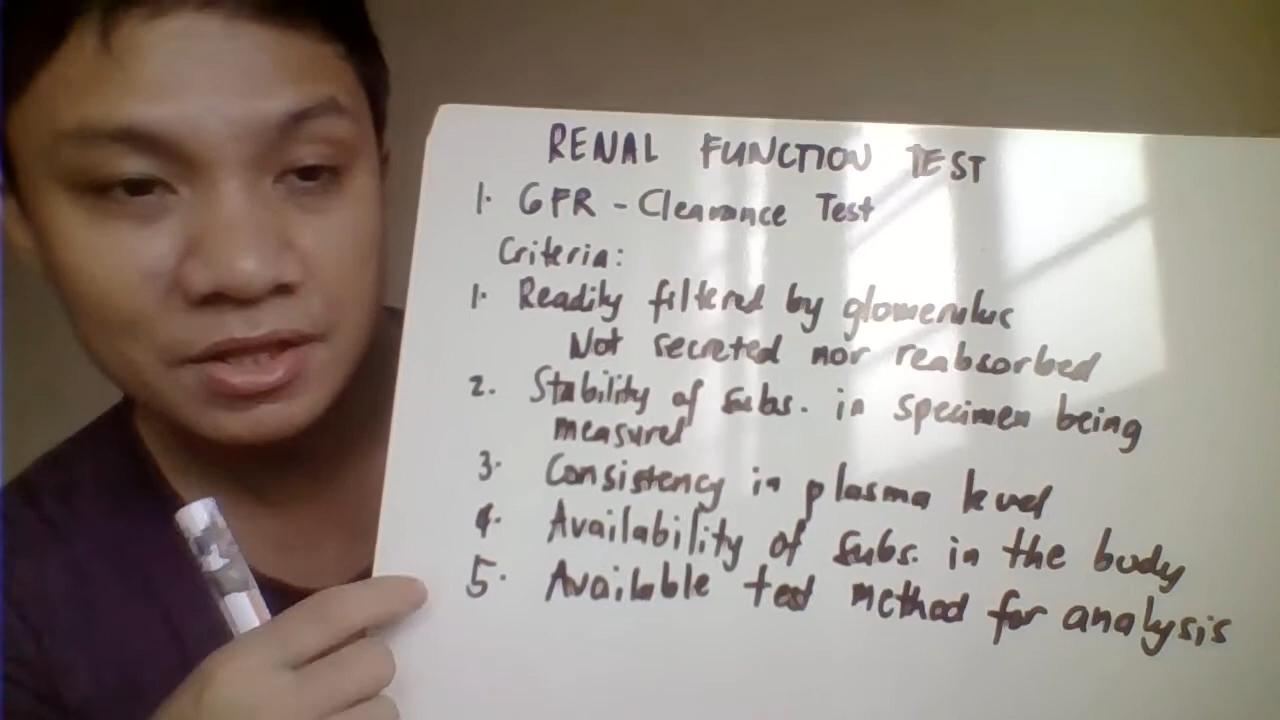 RENAL FUNCTION TEST
1. GFR - Clearance Test
Criteria:
1. Readily filtered by glomerulus
Not secreted nor reabsorbed
2. Stability of subs. in specimen being
measured
3. Consistency in plasma level
4. Availability of subs. in the body
5. Available test method for analysis